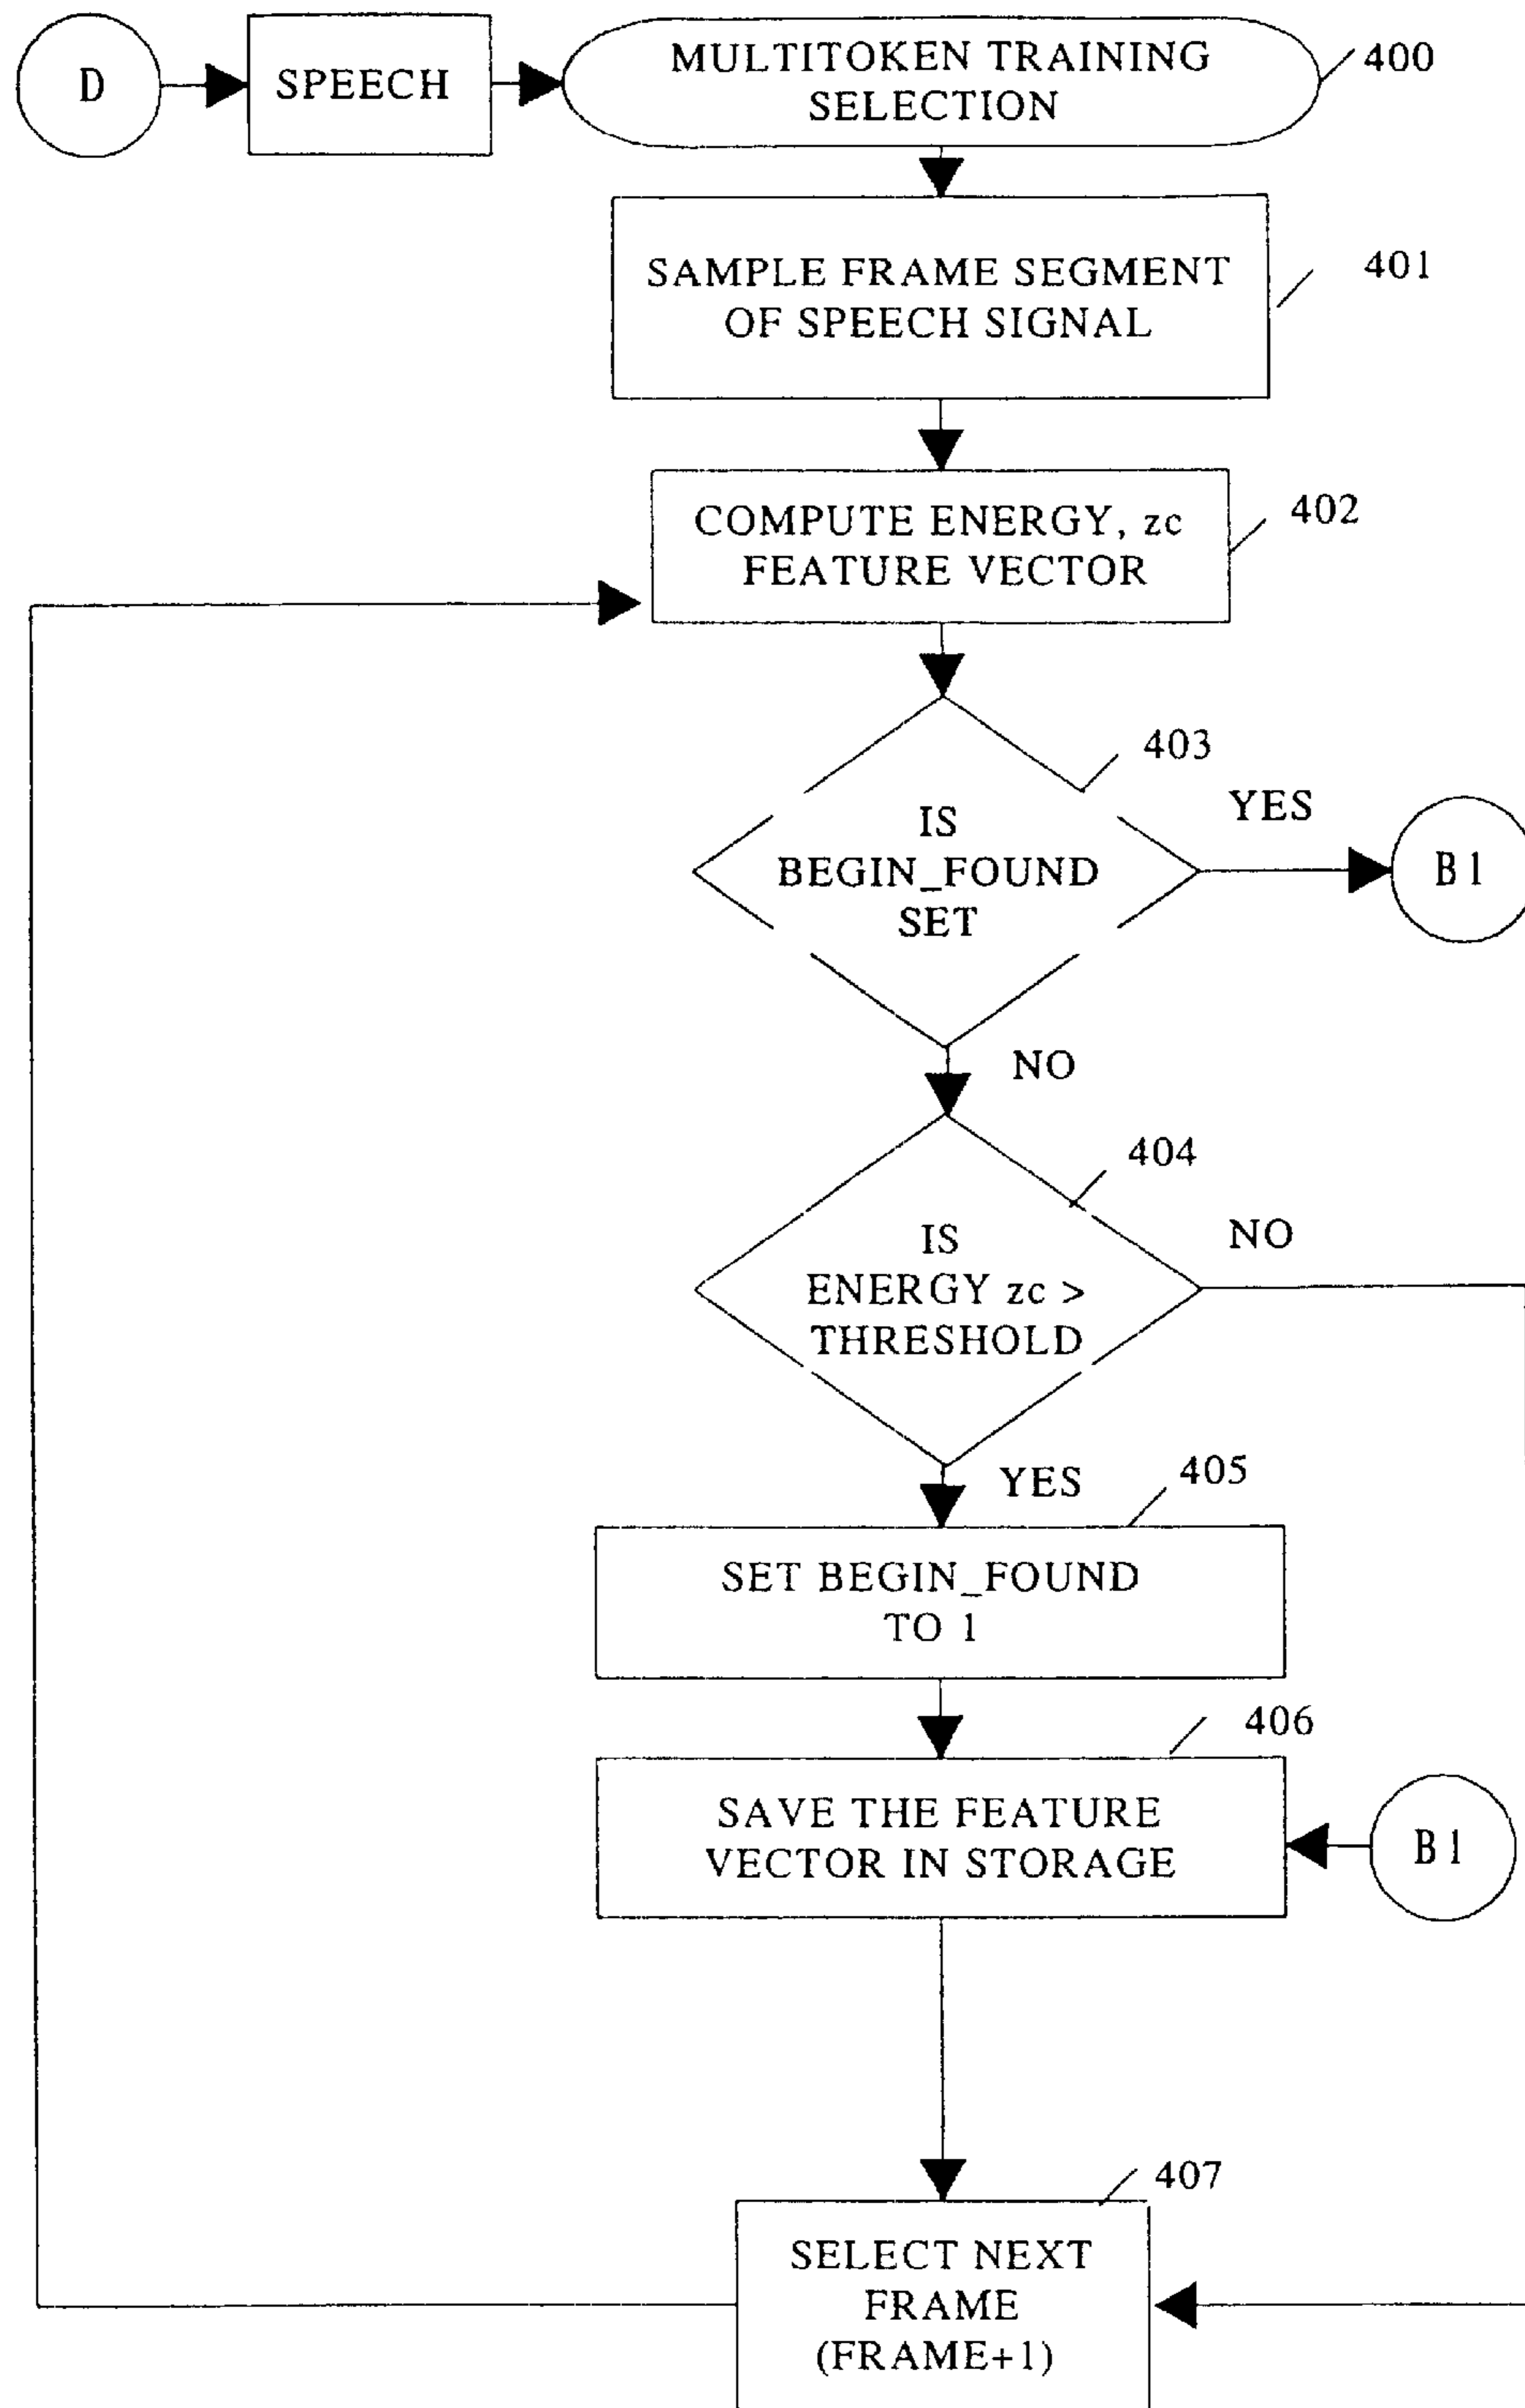 D
SPEECH
MULTITOKEN TRAINING
SELECTION
400
SAMPLE FRAME SEGMENT
OF SPEECH SIGNAL
401
COMPUTE ENERGY, zc
FEATURE VECTOR
402
403
IS
BEGIN_FOUND
SET
YES
B1
NO
404
IS
ENERGY zc >
THRESHOLD
NO
YES
405
SET BEGIN_FOUND
TO 1
406
SAVE THE FEATURE
VECTOR IN STORAGE
B1
407
SELECT NEXT
FRAME
(FRAME+1)